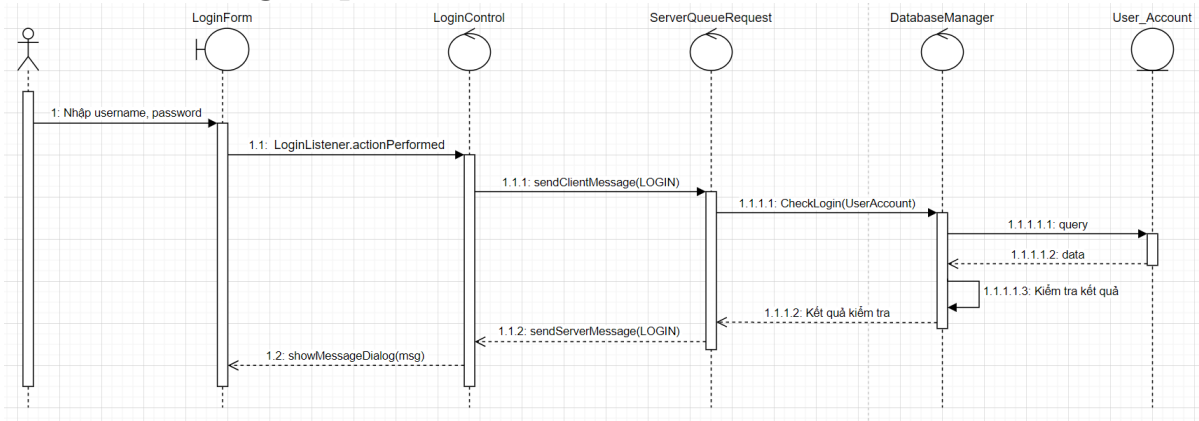 LoginForm
LoginControl
ServerQueueRequest
DatabaseManager
User_Account
1: Nhập username, password
1.1: LoginListener.actionPerformed
1.1.1: sendClientMessage(LOGIN)
1.1.1.1: CheckLogin(UserAccount)
1.1.1.1.1: query
1.1.1.1.2: data
1.1.1.1.3: Kiểm tra kết quả
1.1.1.2: Kết quả kiểm tra
1.1.2: sendServerMessage(LOGIN)
1.2: showMessageDialog(msg)